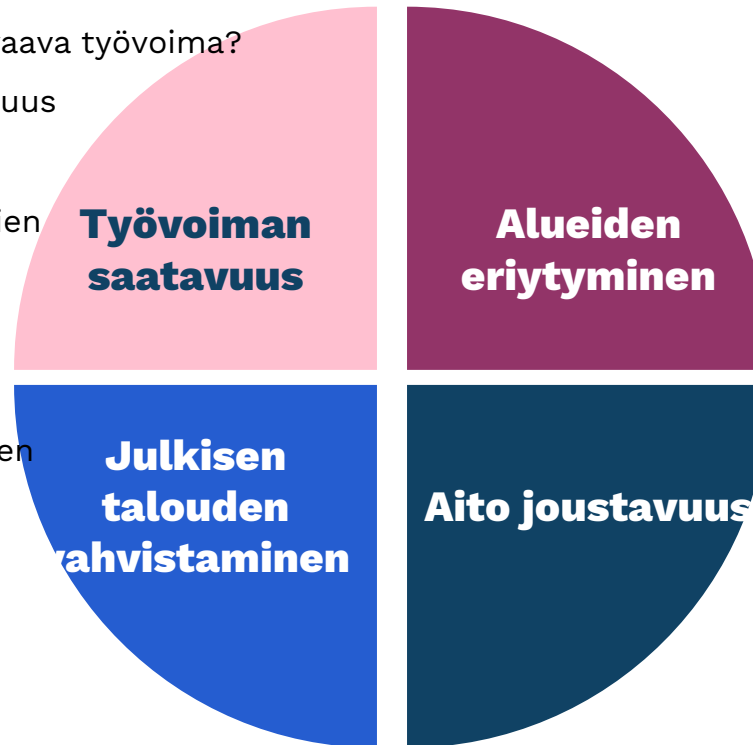 aava työvoima?
uus
ien
Työvoiman
saatavuus
Alueiden
eriytyminen
en
Julkisen
talouden
vahvistaminen
Aito joustavuus